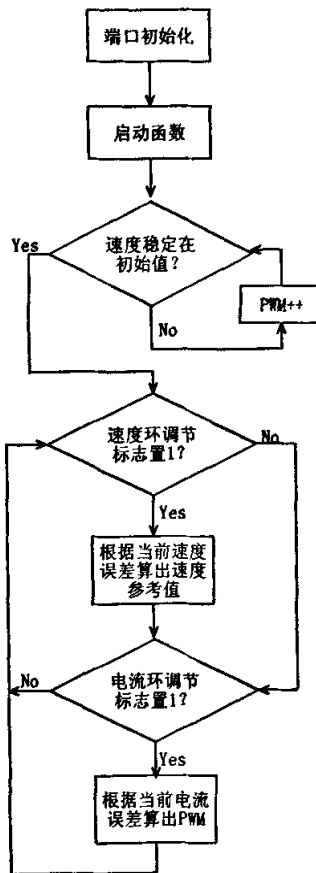 端口初始化
启动函数
Yes
速度稳定在
初始值？
No
PWM++
速度环调节
标志置1？
No
Yes
根据当前速度
误差算出速度
参考值
No
电流环调节
标志置1？
Yes
根据当前电流
误差算出PWM